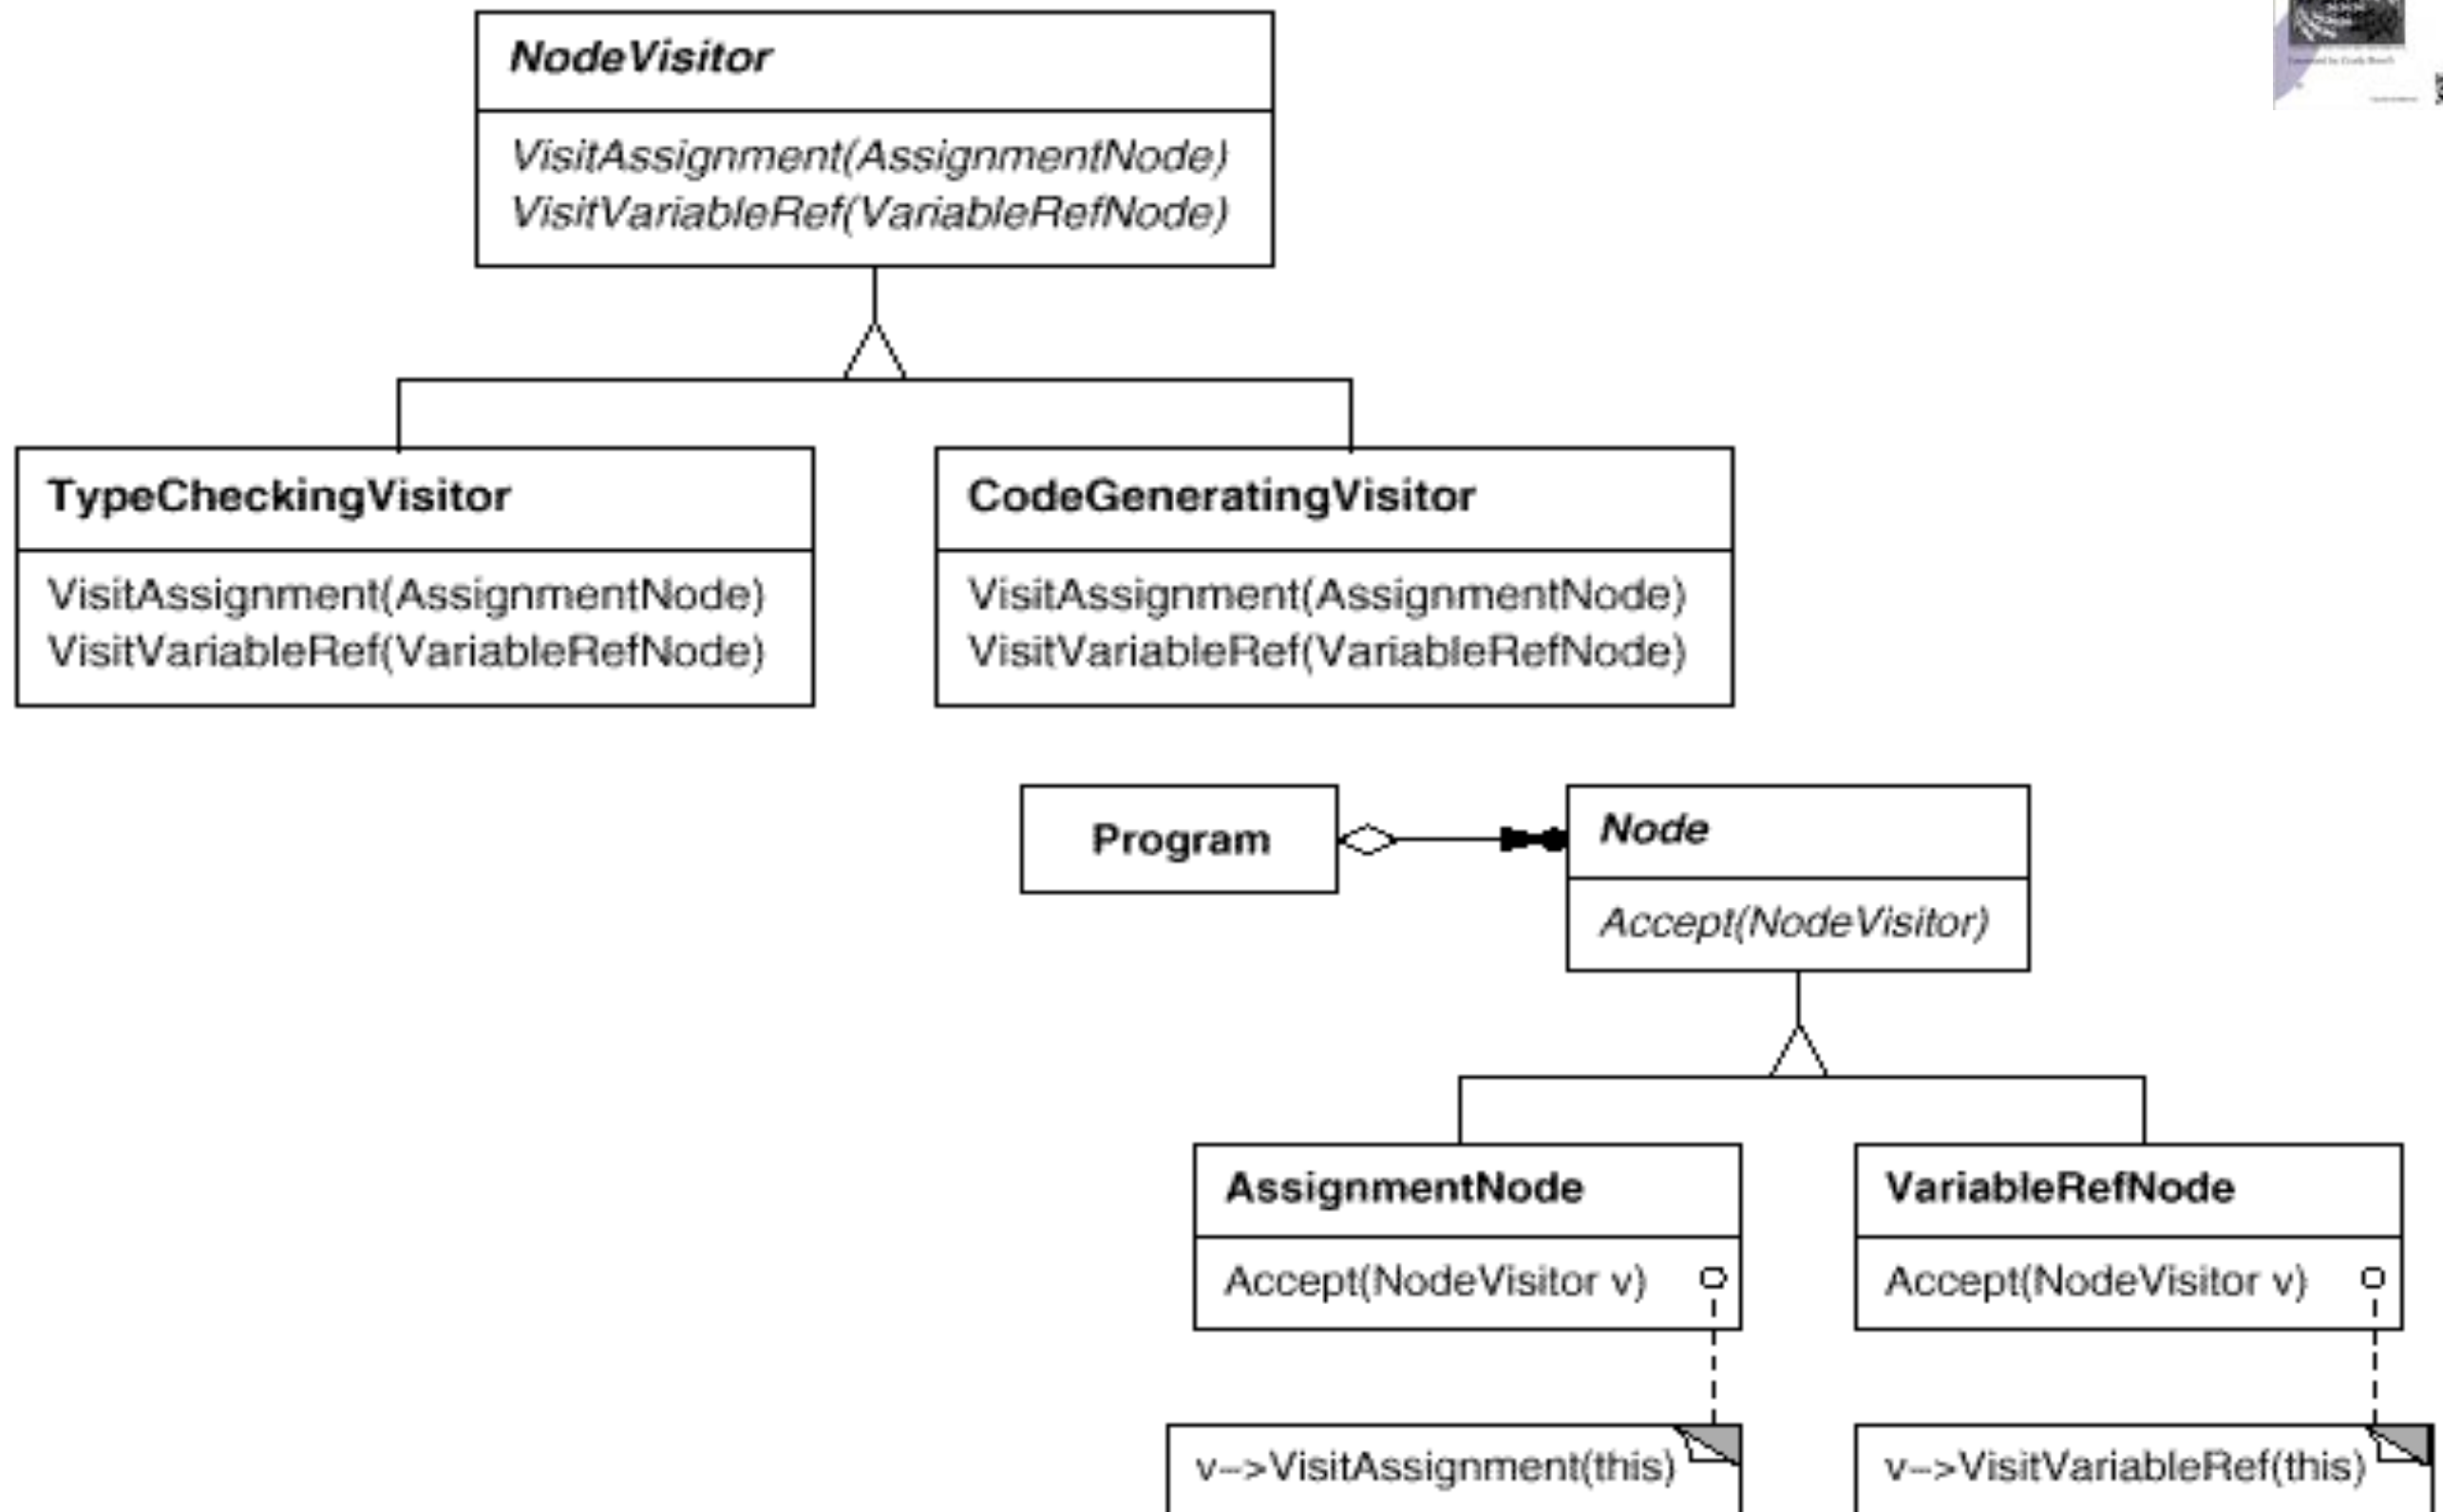 NodeVisitor
VisitAssignment(AssignmentNode)
VisitVariableRef(VariableRefNode)
TypeCheckingVisitor
VisitAssignment(AssignmentNode)
VisitVariableRef(VariableRefNode)
CodeGeneratingVisitor
VisitAssignment(AssignmentNode)
VisitVariableRef(VariableRefNode)
Program
Node
Accept(NodeVisitor)
AssignmentNode
Accept(NodeVisitor v)
VariableRefNode
Accept(NodeVisitor v)
v-->VisitAssignment(this)
v-->VisitVariableRef(this)